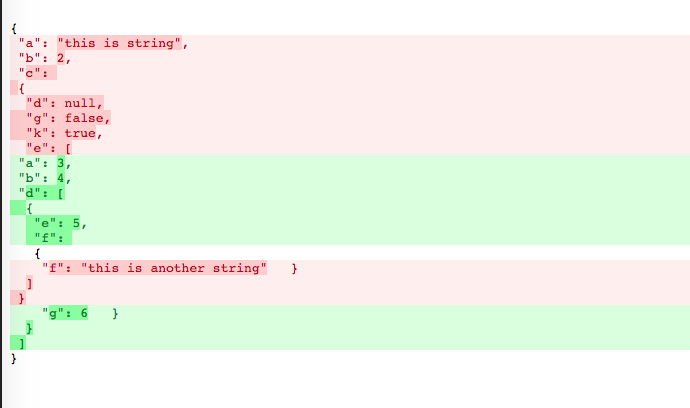 {
"a": "this is string",
"b": 2,
"c":
{
"d": null,
"g": false,
"k": true,
"e": [
"a": 3,
"b": 4,
"d": [
{
"e": 5,
"f":
{
"f": "this is another string"   }
]
}
"g": 6   }
}
]
}